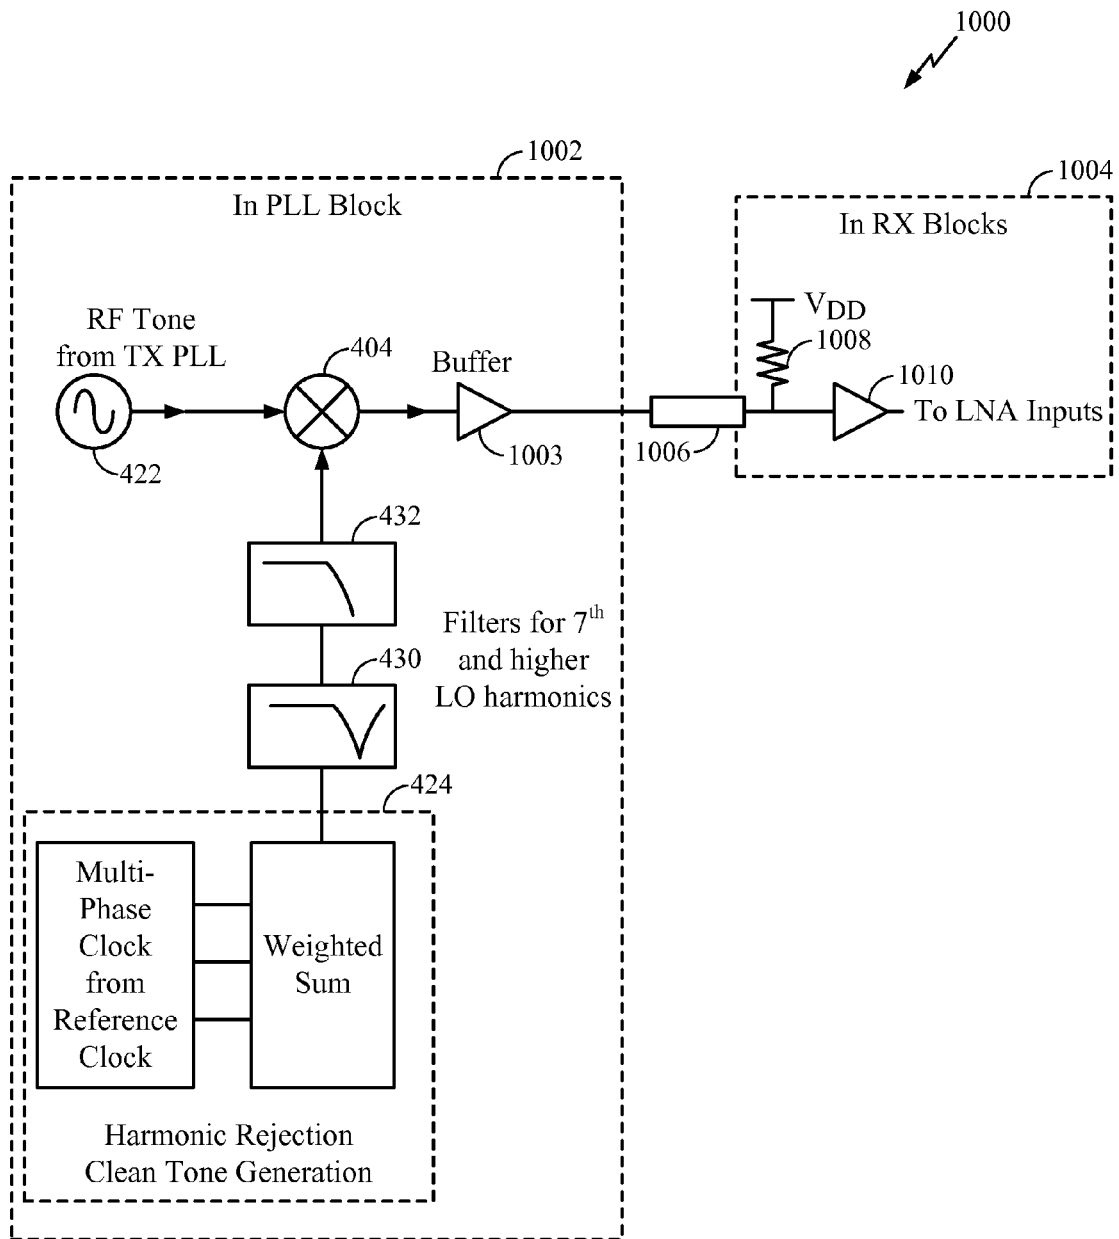 1000
1002
In PLL Block
1004
In RX Blocks
RF Tone
from TX PLL
404
Buffer
VDD
1008
1010
To LNA Inputs
422
1003
1006
432
Filters for 7th
and higher
LO harmonics
430
424
Multi-
Phase
Clock
from
Reference
Clock
Weighted
Sum
Harmonic Rejection
Clean Tone Generation